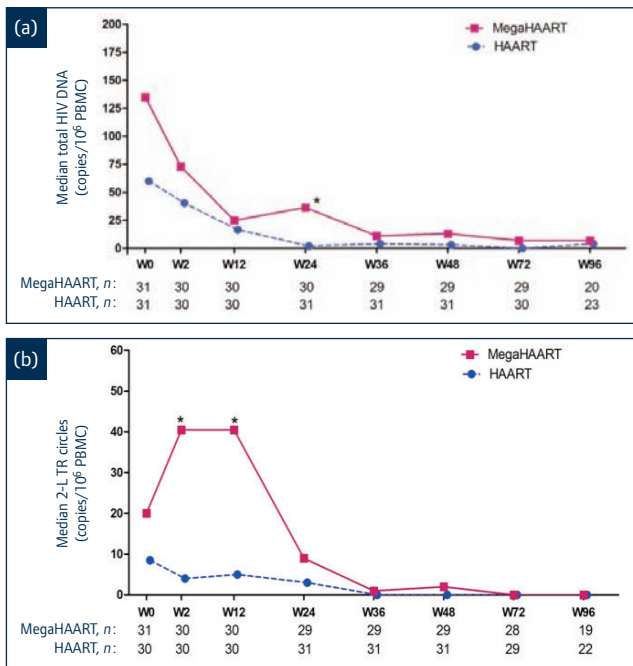 (a)
200
175
150
125
100
75
50
25
0
Median total HIV DNA
(copies/10⁶ PBMC)
MegaHAART
HAART
*
W0 W2 W12 W24 W36 W48 W72 W96
MegaHAART, n: 31 30 30 30 29 29 29 20
HAART, n: 31 30 30 31 31 31 30 23
(b)
60
50
40
30
20
10
0
Median 2-L TR circles
(copies/10⁶ PBMC)
MegaHAART
HAART
* *
W0 W2 W12 W24 W36 W48 W72 W96
MegaHAART, n: 31 30 30 29 29 29 28 19
HAART, n: 30 30 30 31 31 31 29 22